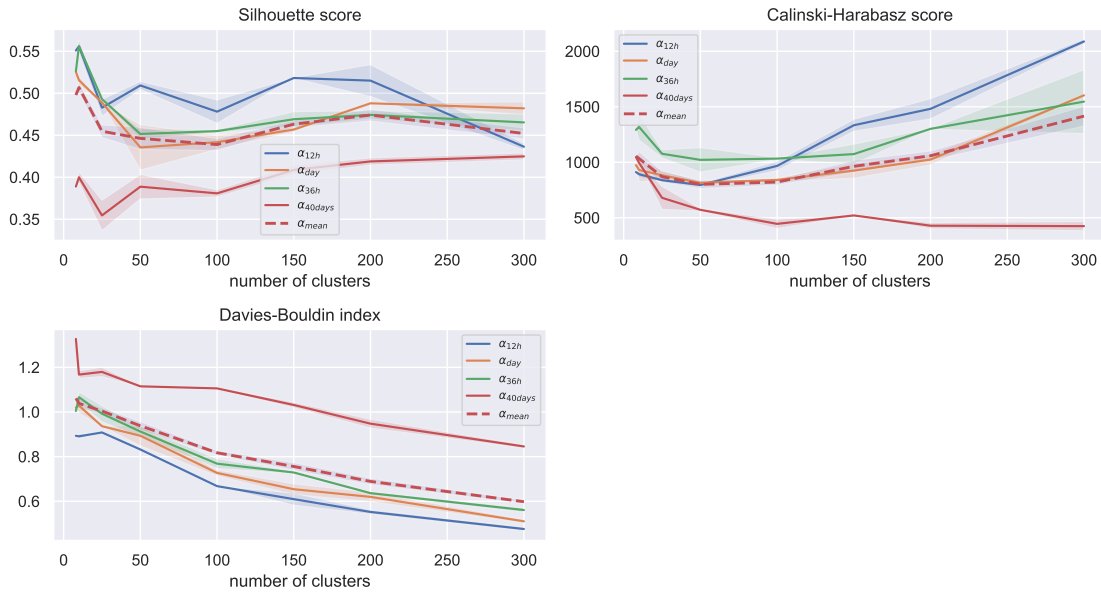 Silhouette score
0.55
0.50
0.45
0.40
0.35
α12h
αday
α36h
α40days
αmean
0 50 100 150 200 250 300
number of clusters
Calinski-Harabasz score
2000
1500
1000
500
α12h
αday
α36h
α40days
αmean
0 50 100 150 200 250 300
number of clusters
Davies-Bouldin index
1.2
1.0
0.8
0.6
α12h
αday
α36h
α40days
αmean
0 50 100 150 200 250 300
number of clusters